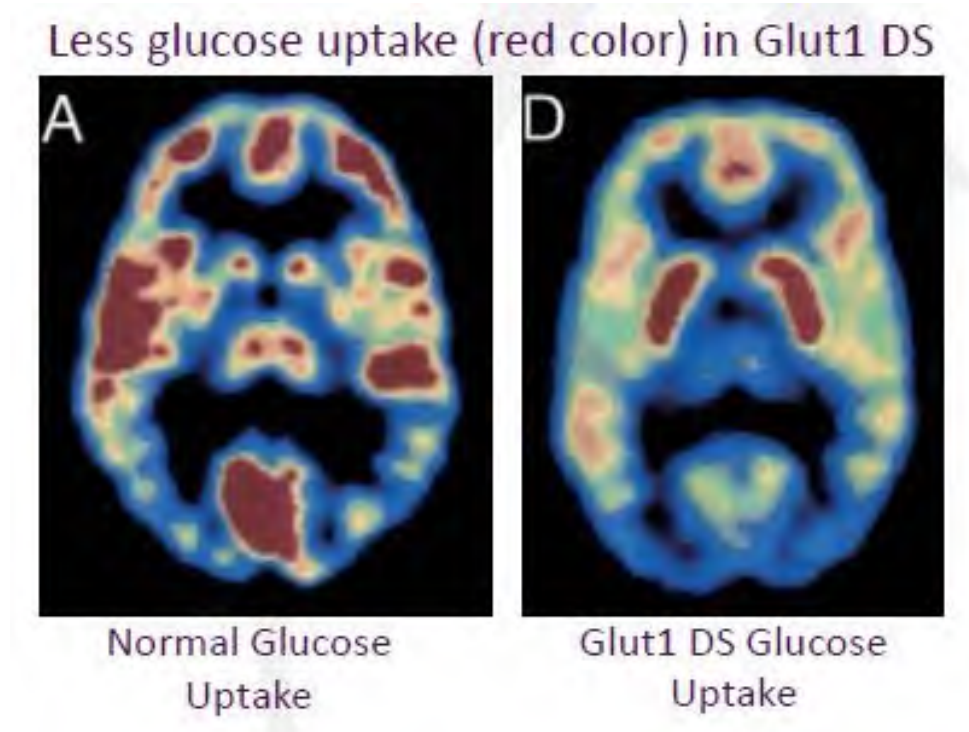 Less glucose uptake (red color) in Glut1 DS
A
D
Normal Glucose
Uptake
Glut1 DS Glucose
Uptake